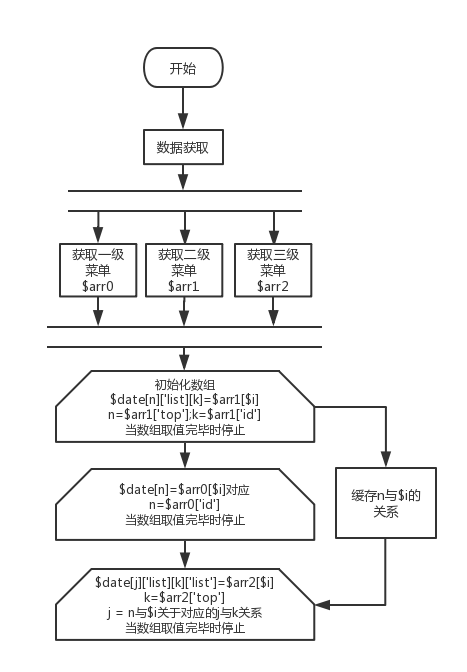 开始
数据获取
获取一级
菜单
$arr0
获取二级
菜单
$arr1
获取三级
菜单
$arr2
初始化数组
$date[n]['list][k]=$arr1[$i]
n=$arr1['top'];k=$arr1['id']
当数组取值完毕时停止
$date[n]=$arr0[$i]对应
n=$arr0['id']
当数组取值完毕时停止
缓存n与$i的
关系
$date[j]['list][k]['list']=$arr2[$i]
k=$arr2['top']
j = n与$i关于对应的j与k关系
当数组取值完毕时停止